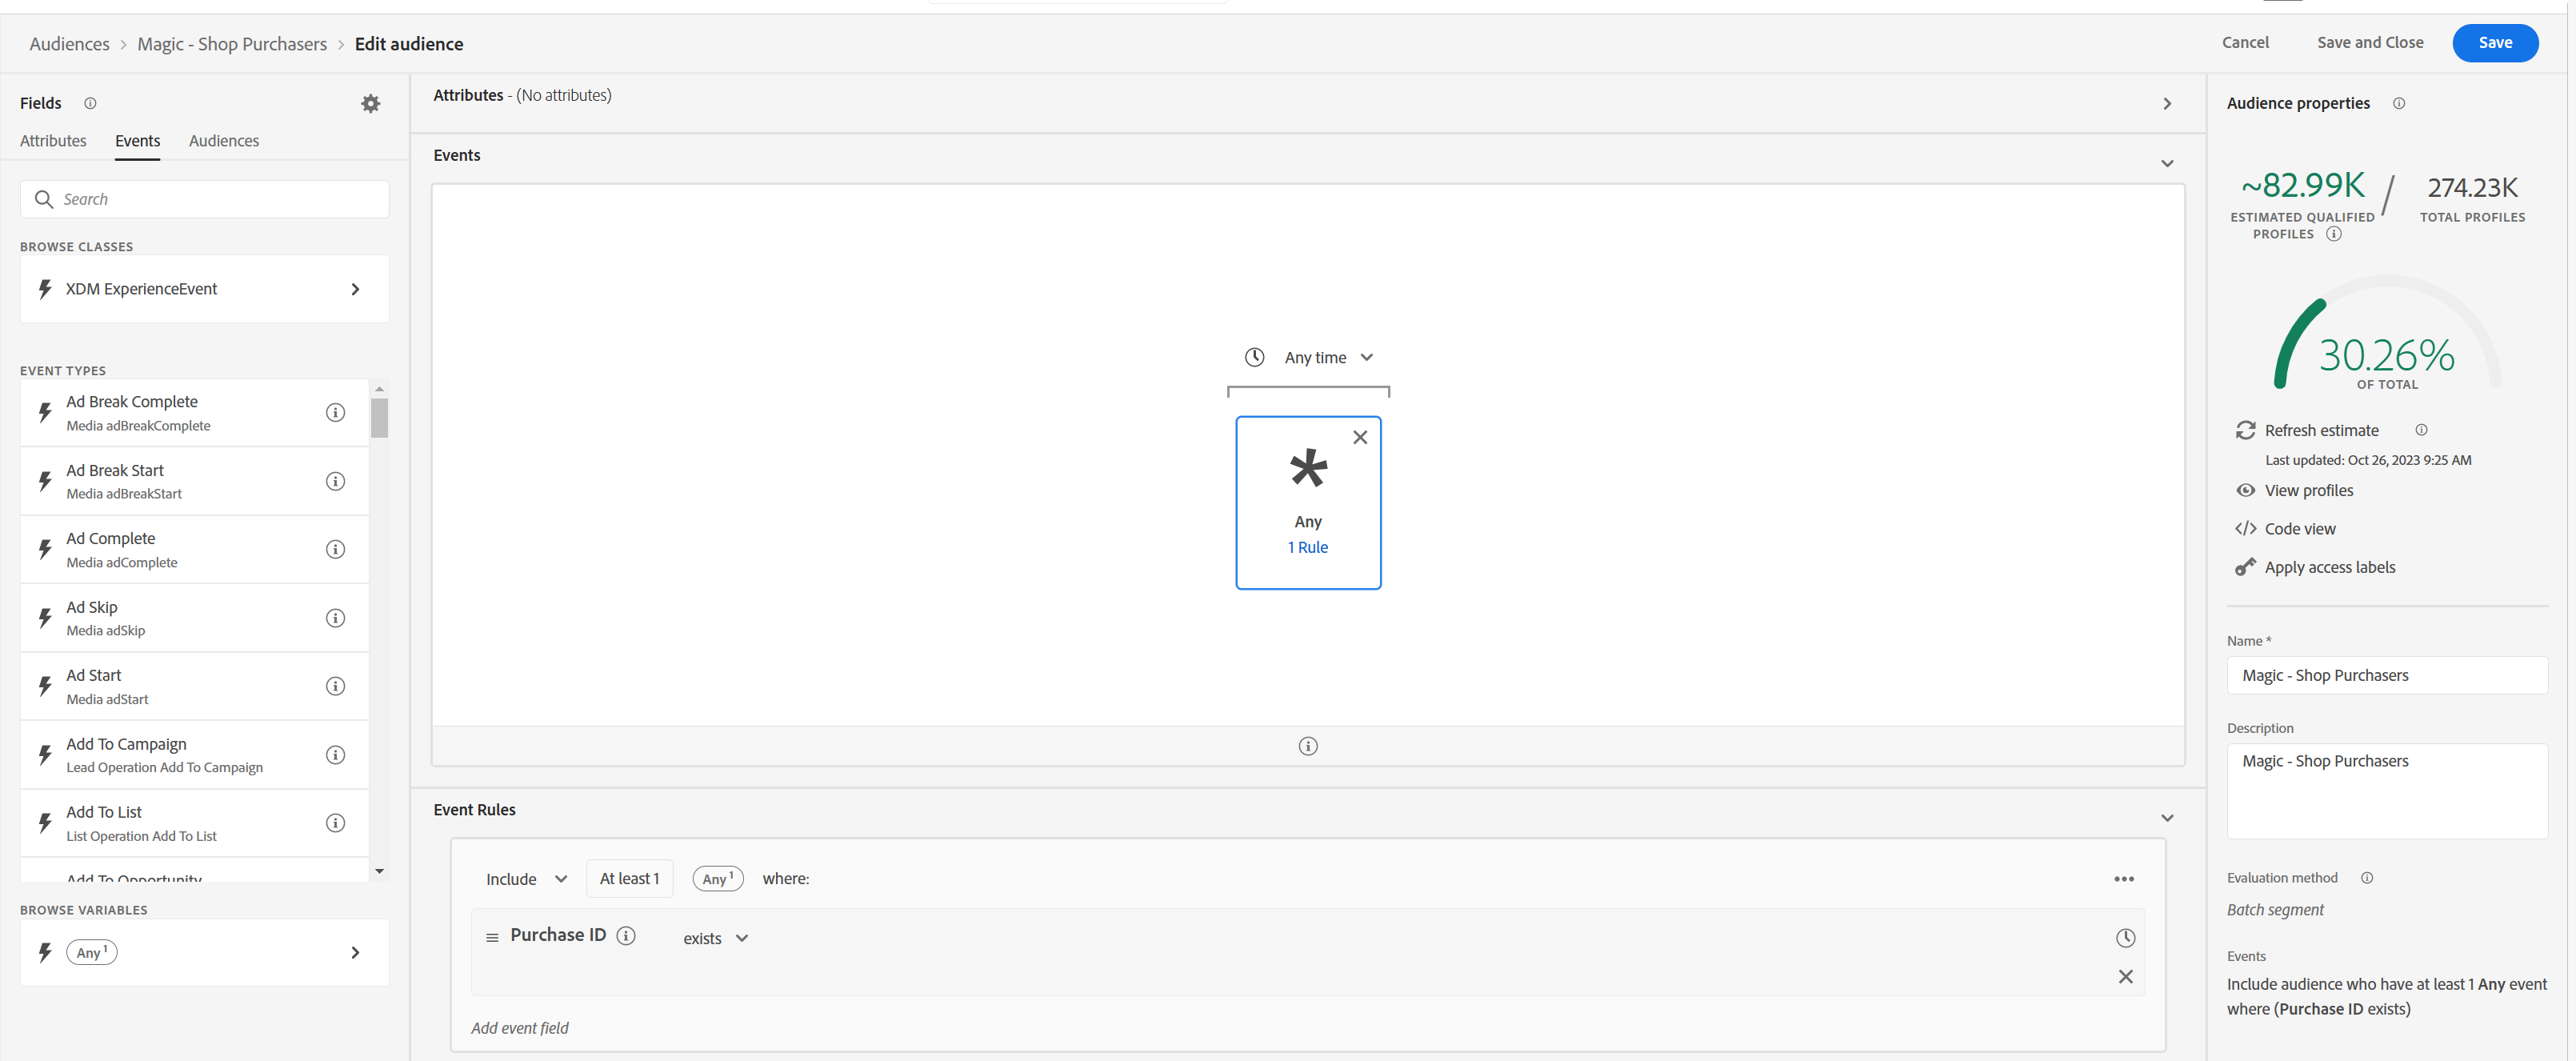 Audiences > Magic - Shop Purchasers > Edit audience
Cancel
Save and Close
Save
Fields
Attributes
Events
Audiences
Search
BROWSE CLASSES
XDM ExperienceEvent
EVENT TYPES
Ad Break Complete
Media adBreakComplete
Ad Break Start
Media adBreakStart
Ad Complete
Media adComplete
Ad Skip
Media adSkip
Ad Start
Media adStart
Add To Campaign
Lead Operation Add To Campaign
Add To List
List Operation Add To List
Add To Opportunity
BROWSE VARIABLES
Any 1
Attributes - (No attributes)
Events
Any time
Any
1 Rule
Event Rules
Include
At least 1
Any 1
where:
Purchase ID
exists
Add event field
Audience properties
~82.99K
ESTIMATED QUALIFIED
PROFILES
/
274.23K
TOTAL PROFILES
30.26%
OF TOTAL
Refresh estimate
Last updated: Oct 26, 2023 9:25 AM
View profiles
Code view
Apply access labels
Name *
Magic - Shop Purchasers
Description
Magic - Shop Purchasers
Evaluation method
Batch segment
Events
Include audience who have at least 1 Any event
where (Purchase ID exists)